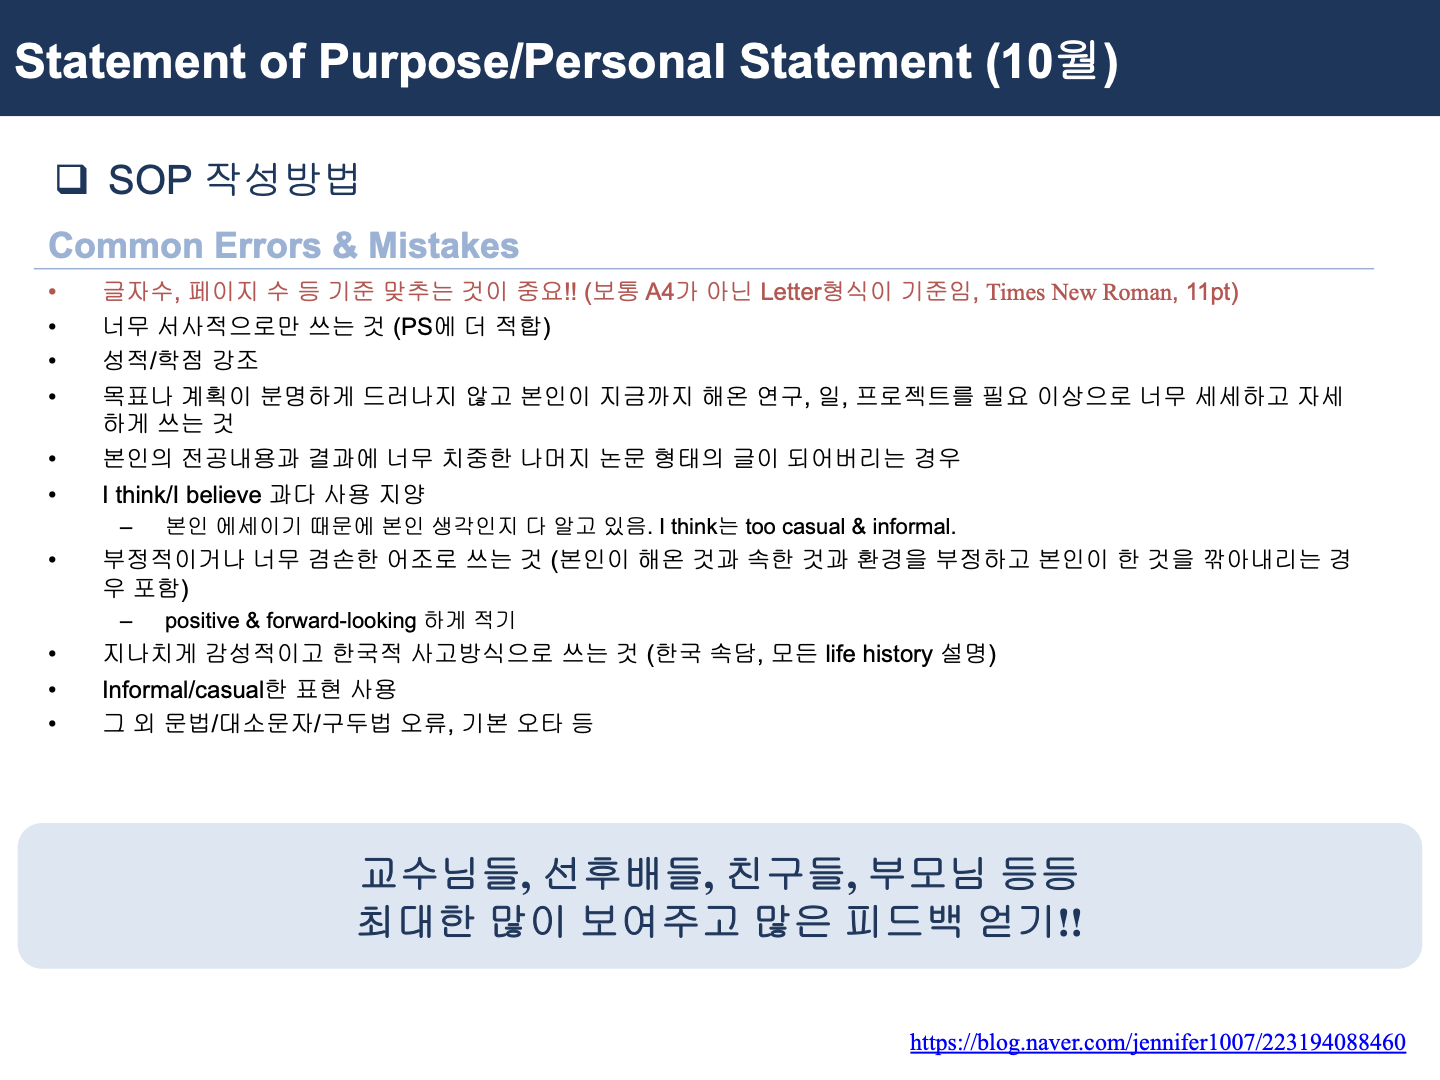 Statement of Purpose/Personal Statement (10월)
❑ SOP 작성방법
Common Errors & Mistakes
• 글자수, 페이지 수 등 기준 맞추는 것이 중요!! (보통 A4가 아닌 Letter형식이 기준임, Times New Roman, 11pt)
• 너무 서사적으로만 쓰는 것 (PS에 더 적합)
• 성적/학점 강조
• 목표나 계획이 분명하게 드러나지 않고 본인이 지금까지 해온 연구, 일, 프로젝트를 필요 이상으로 너무 세세하고 자세
하게 쓰는 것
• 본인의 전공내용과 결과에 너무 치중한 나머지 논문 형태의 글이 되어버리는 경우
• I think/I believe 과다 사용 지양
– 본인 에세이기 때문에 본인 생각인지 다 알고 있음. I think는 too casual & informal.
• 부정적이거나 너무 겸손한 어조로 쓰는 것 (본인이 해온 것과 속한 것과 환경을 부정하고 본인이 한 것을 깎아내리는 경
우 포함)
– positive & forward-looking 하게 적기
• 지나치게 감성적이고 한국적 사고방식으로 쓰는 것 (한국 속담, 모든 life history 설명)
• Informal/casual한 표현 사용
• 그 외 문법/대소문자/구두법 오류, 기본 오타 등
교수님들, 선후배들, 친구들, 부모님 등등
최대한 많이 보여주고 많은 피드백 얻기!!
https://blog.naver.com/jennifer1007/223194088460